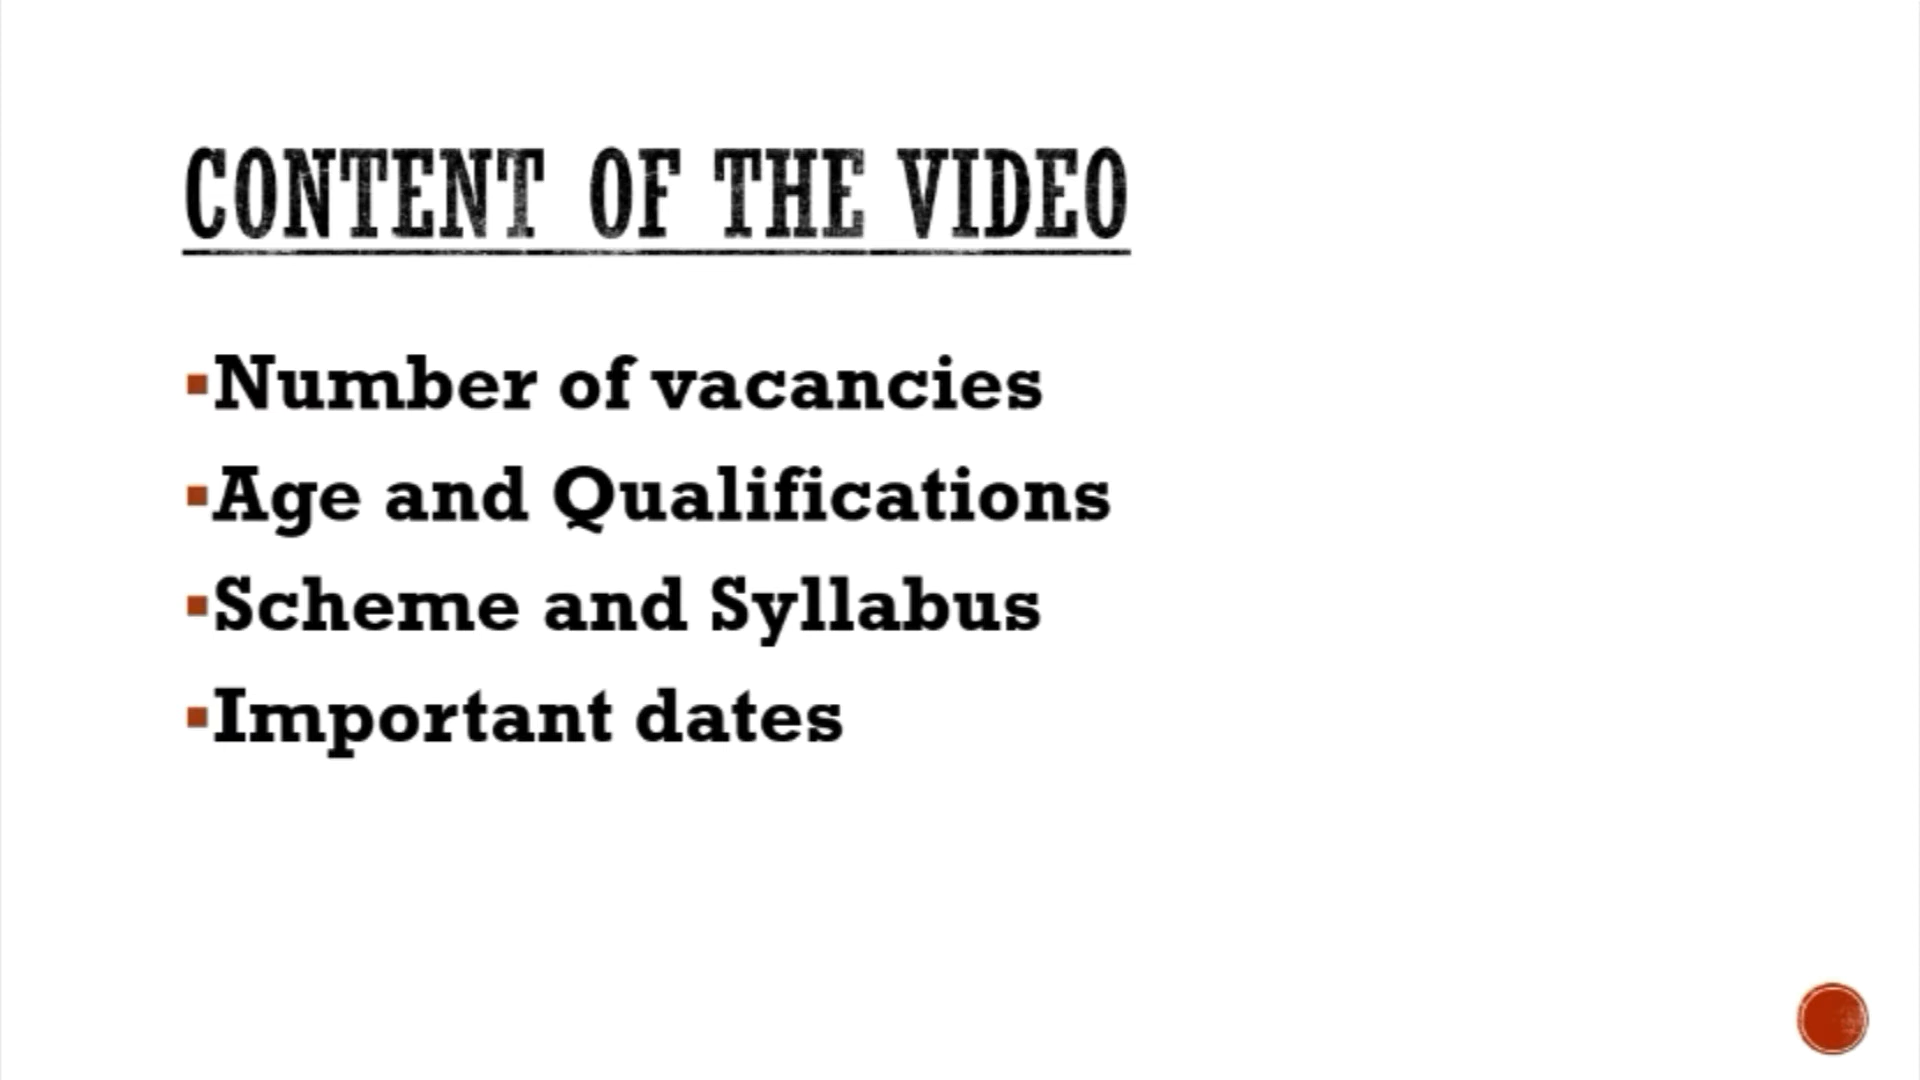 CONTENT OF THE VIDEO
▪Number of vacancies
▪Age and Qualifications
▪Scheme and Syllabus
▪Important dates